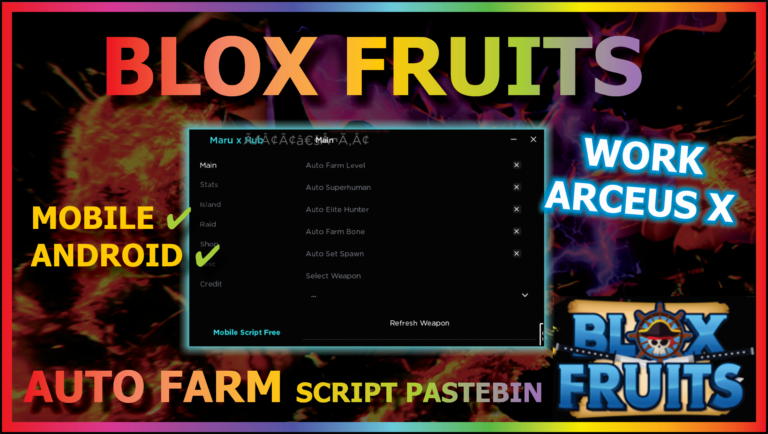 BLOX FRUITS
Maru x Hub
Main
Main
Auto Farm Level
Stats
Auto Superhuman
Island
Auto Elite Hunter
Raid
Auto Farm Bone
Shop
Auto Set Spawn
Select Weapon
Credit
...
Refresh Weapon
Mobile Script Free
MOBILE ✔
ANDROID ✔
WORK
ARCEUS X
AUTO FARM SCRIPT PASTEBIN
BLOX
FRUITS